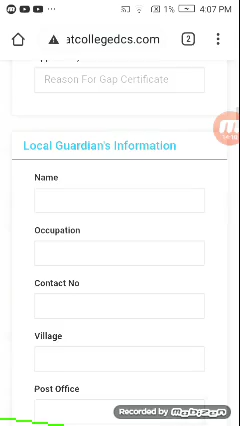 1% 4:07 PM
atcollegedcs.com 2
Reason For Gap Certificate
Local Guardian's Information
Name
Occupation
Contact No
Village
Post Office
Recorded by mobizen